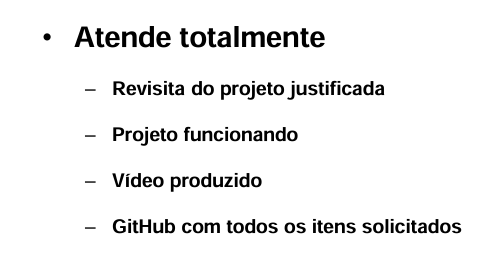 • Atende totalmente
– Revisita do projeto justificada
– Projeto funcionando
– Vídeo produzido
– GitHub com todos os itens solicitados